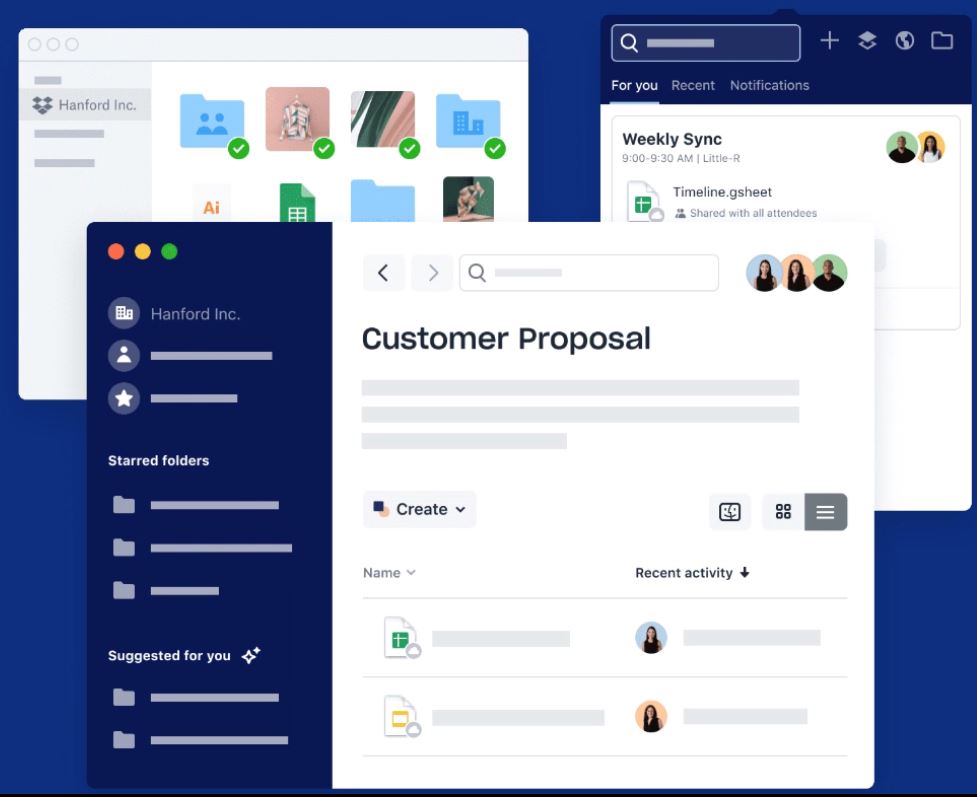 Hanford Inc.
Ai
For you Recent Notifications
Weekly Sync
9:00-9:30 AM | Little-R
Timeline.gsheet
Shared with all attendees
Hanford Inc.
Starred folders
Suggested for you
Customer Proposal
Create
Name Recent activity